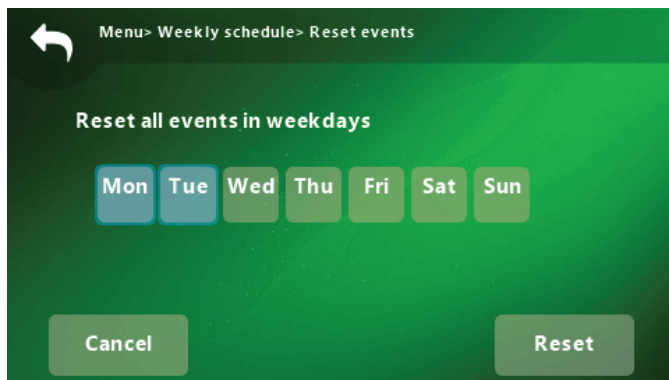 Menu> Weekly schedule> Reset events
Reset all events in weekdays
Mon Tue Wed Thu Fri Sat Sun
Cancel Reset